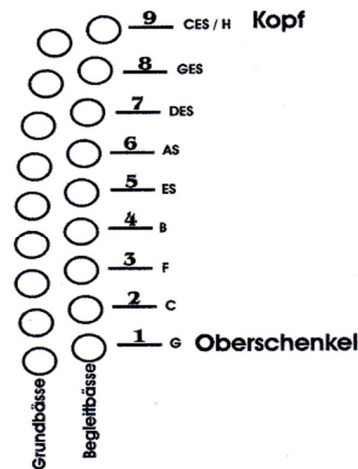 9 CES / H Kopf
8 GES
7 DES
6 AS
5 ES
4 B
3 F
2 C
1 G Oberschenkel
Grundbässe
Begleitbässe